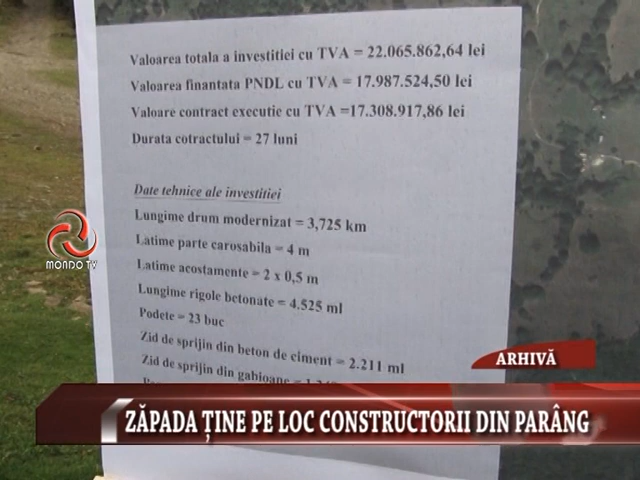 Valoarea totala a investitiei cu TVA = 22.065.862,64 lei
Valoarea finantata PNDL cu TVA = 17.987.524,50 lei
Valoare contract executie cu TVA =17.308.917,86 lei
Durata cotractului = 27 luni
Date tehnice ale investitiei
Lungime drum modernizat = 3,725 km
Latime parte carosabila = 4 m
Latime acostamente = 2 x 0,5 m
Lungime rigole betonate = 4.525 ml
Podete = 23 buc
Zid de sprijin din beton de ciment = 2.211 ml
Zid de sprijin din gabioane =
MONDO TV
ARHIVĂ
ZĂPADA ȚINE PE LOC CONSTRUCTORII DIN PARÂNG